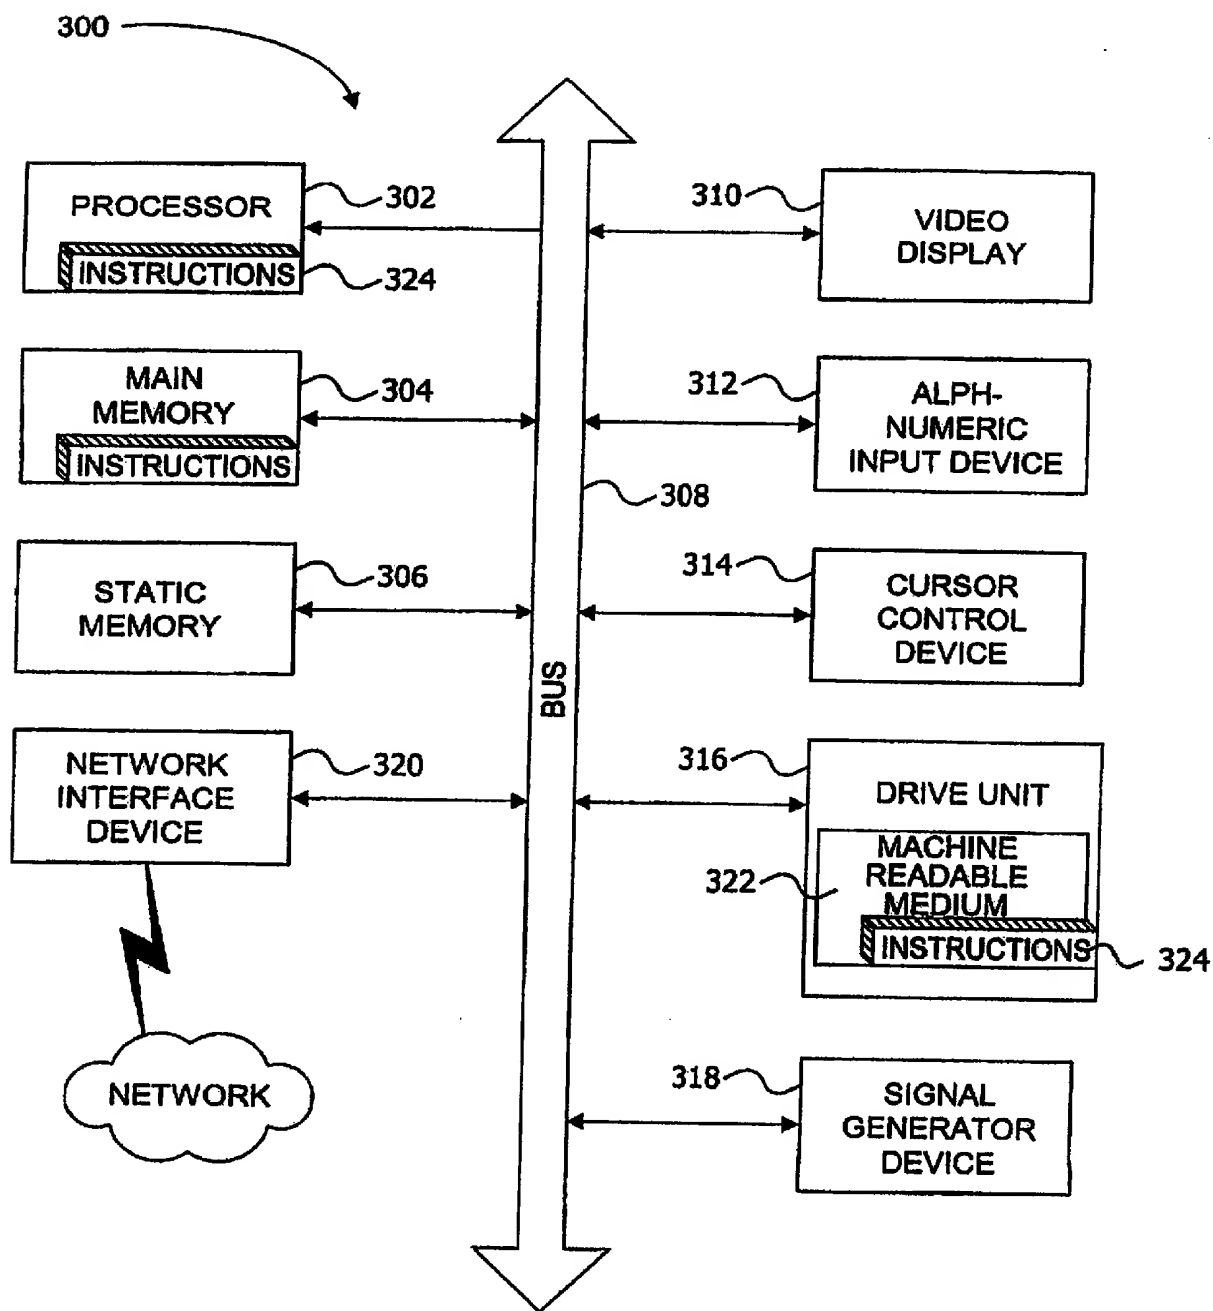 300
PROCESSOR
302
INSTRUCTIONS
324
MAIN
MEMORY
304
INSTRUCTIONS
STATIC
MEMORY
306
NETWORK
INTERFACE
DEVICE
320
NETWORK
BUS
308
310
VIDEO
DISPLAY
312
ALPH-
NUMERIC
INPUT DEVICE
314
CURSOR
CONTROL
DEVICE
316
DRIVE UNIT
322
MACHINE
READABLE
MEDIUM
INSTRUCTIONS
324
318
SIGNAL
GENERATOR
DEVICE